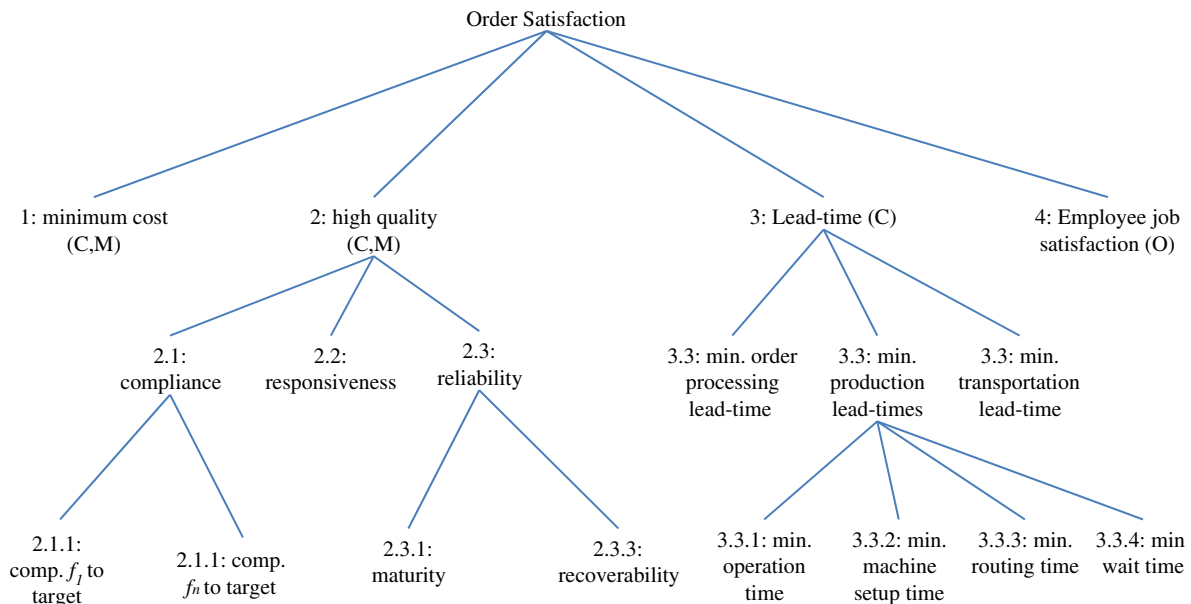 Order Satisfaction
1: minimum cost
(C,M)
2: high quality
(C,M)
3: Lead-time (C)
4: Employee job
satisfaction (O)
2.1:
compliance
2.2:
responsiveness
2.3:
reliability
3.3: min. order
processing
lead-time
3.3: min.
production
lead-times
3.3: min.
transportation
lead-time
2.1.1:
comp. f1 to
target
2.1.1: comp.
fn to target
2.3.1:
maturity
2.3.3:
recoverability
3.3.1: min.
operation
time
3.3.2: min.
machine
setup time
3.3.3: min.
routing time
3.3.4: min
wait time